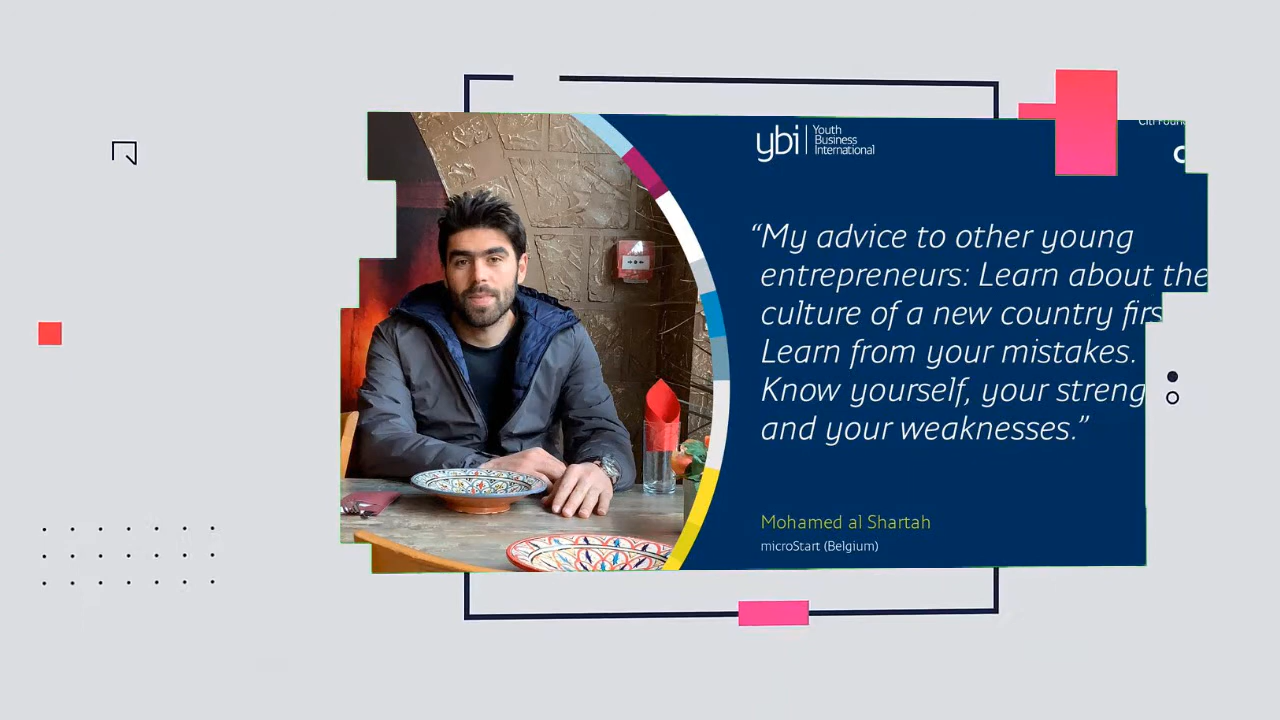 ybi
Youth
Business
International
“My advice to other young
entrepreneurs: Learn about the
culture of a new country
Learn from your mistakes.
Know yourself, your
and your weaknesses.”
Mohamed al Shartah
microStart (Belgium)